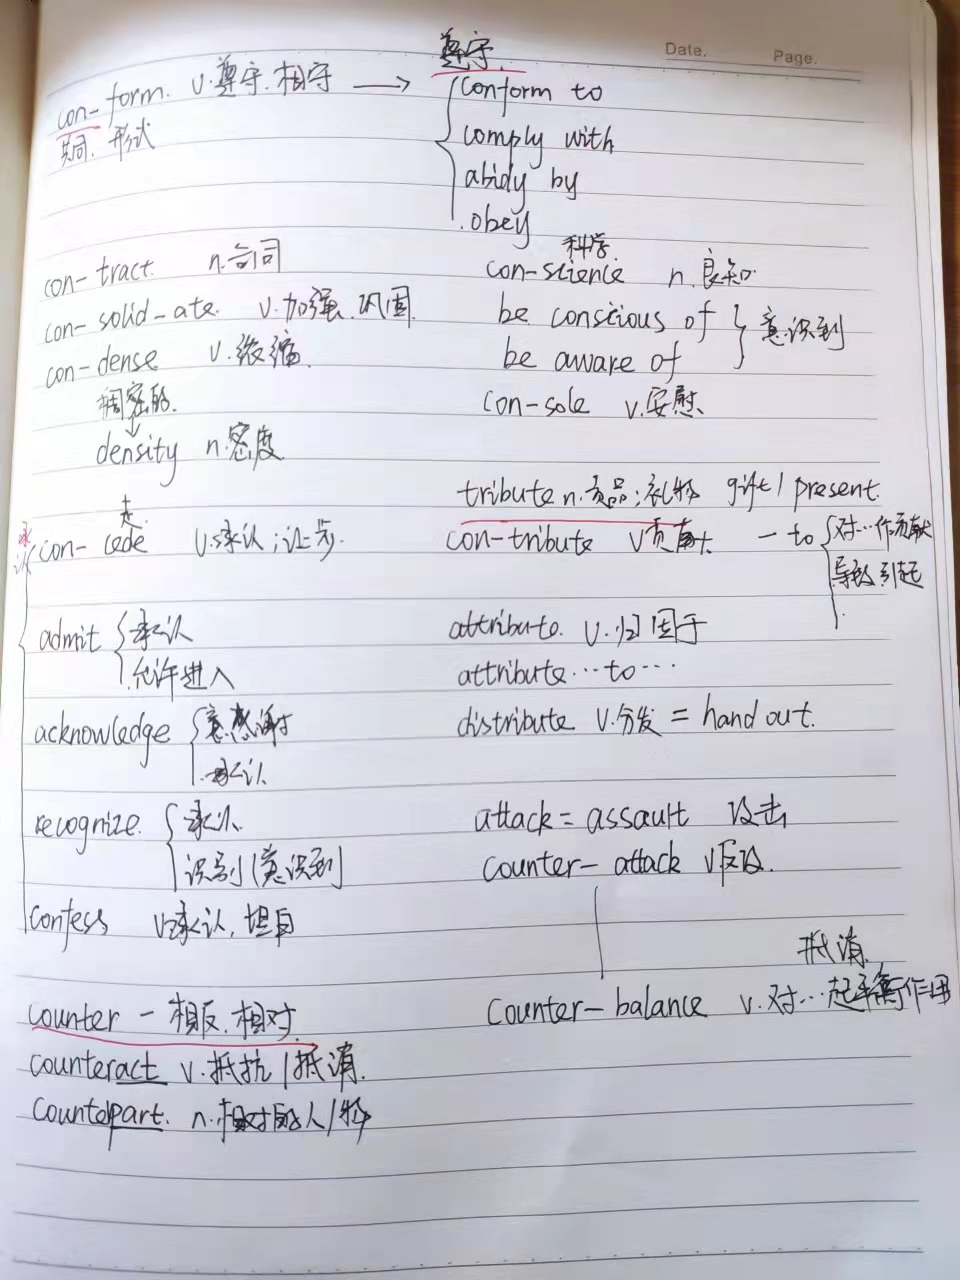 Date. Page.
遵守
con-form. v.遵守.相守 → conform to
共同. 形式
comply with
abidy by
obey
con-tract. n.合同
con-solid-ate. v.加强.巩固.
con-dense v.浓缩.
稠密的.
density n.密度
走.
承认
con-cede v.承认;让步.
admit 承认
允许进入
acknowledge 感谢
承认
recognize. 承认.
识别/意识到
confess v.承认,坦白
counter - 相反.相对.
counteract v.抵抗/抵消.
counterpart. n.相对的人/物
科学.
con-science n.良知.
be conscious of
be aware of
意识到
con-sole v.安慰
tribute n.贡品;礼物 gift/present.
con-tribute v贡献 - to 对…作贡献
导致 引起
attribute. v.归因于
attribute…to…
distribute v.分发 = hand out.
attack = assault 攻击
counter-attack v反攻.
抵消.
counter-balance v.对…起平衡作用